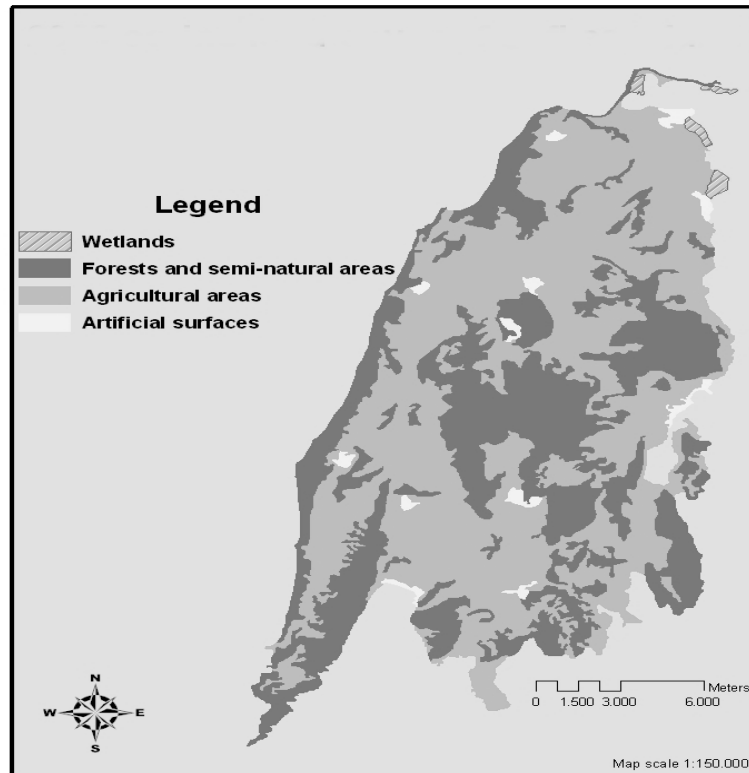 Legend
Wetlands
Forests and semi-natural areas
Agricultural areas
Artificial surfaces
N
W E
S
Meters
0 1.500 3.000 6.000
Map scale 1:150.000